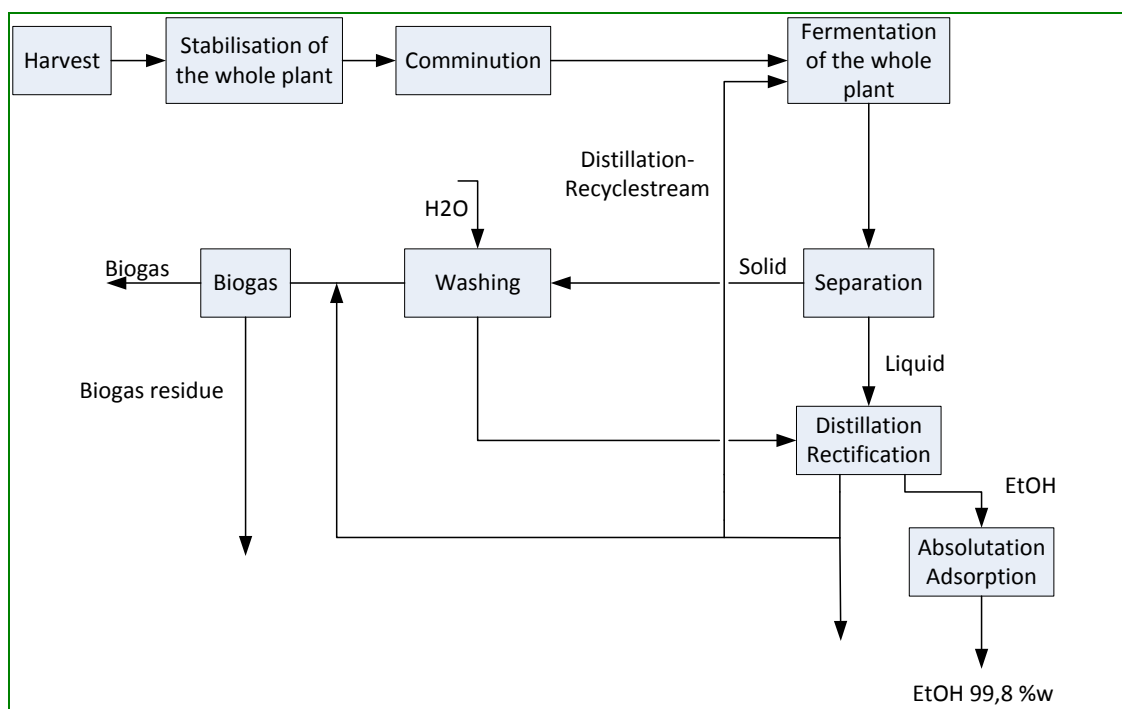 Harvest
Stabilisation of
the whole plant
Comminution
Fermentation
of the whole
plant
Distillation-
Recyclestream
H2O
Biogas
Biogas
Washing
Solid
Separation
Biogas residue
Liquid
Distillation
Rectification
EtOH
Absolutation
Adsorption
EtOH 99,8 %w